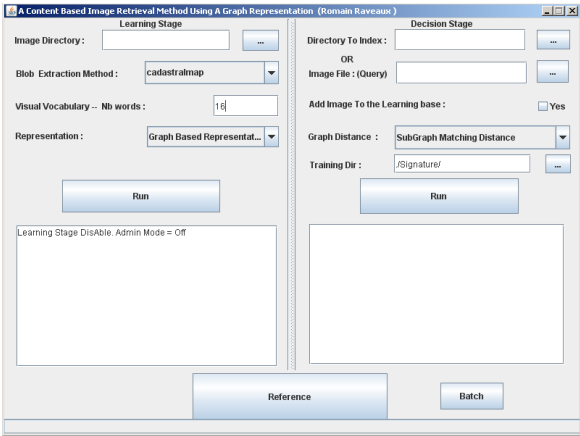 A Content Based Image Retrieval Method Using A Graph Representation (Romain Raveaux )
Learning Stage
Image Directory :
...
Blob Extraction Method :
cadastralmap
Visual Vocabulary -- Nb words :
16
Representation :
Graph Based Representat...
Run
Learning Stage DisAble. Admin Mode = Off
Decision Stage
Directory To Index :
...
OR
Image File : (Query)
...
Add Image To the Learning base :
Yes
Graph Distance :
SubGraph Matching Distance
Training Dir :
./Signature/
...
Run
Reference
Batch